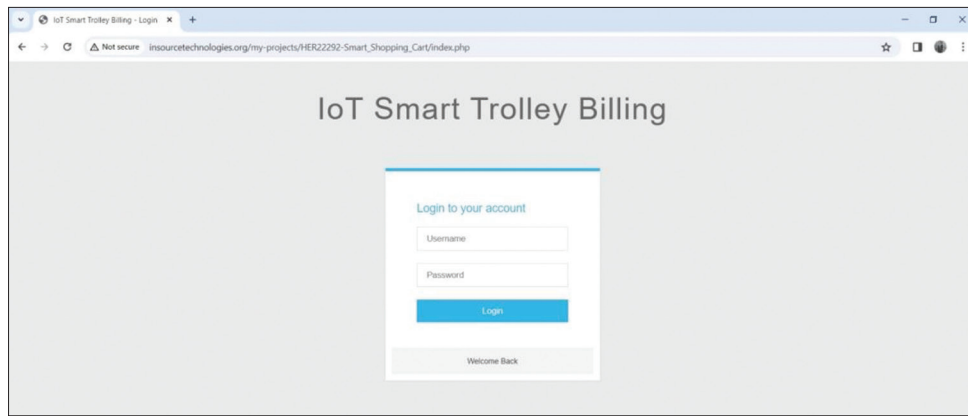 IoT Smart Trolley Billing - Login
Not secure insourcetechnologies.org/my-projects/HER22292-Smart_Shopping_Cart/index.php
IoT Smart Trolley Billing
Login to your account
Username
Password
Login
Welcome Back